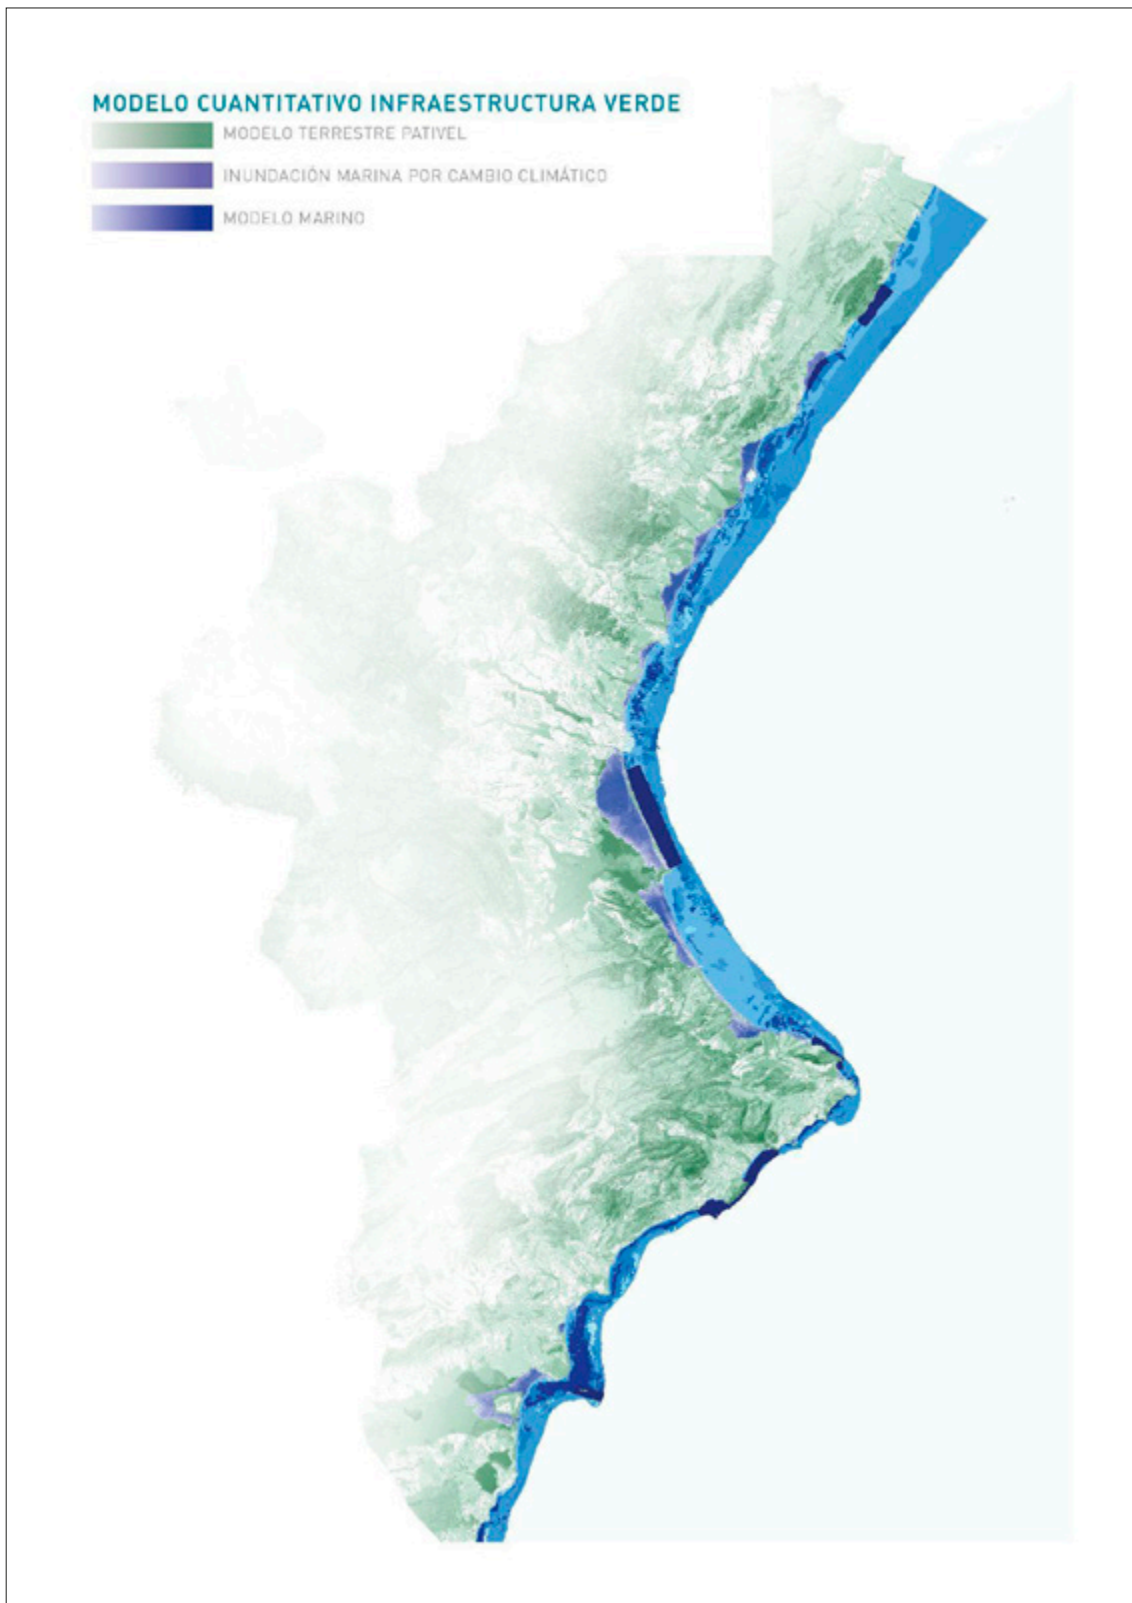 MODELO CUANTITATIVO INFRAESTRUCTURA VERDE
MODELO TERRESTRE PATIVEL
INUNDACIÓN MARINA POR CAMBIO CLIMÁTICO
MODELO MARINO